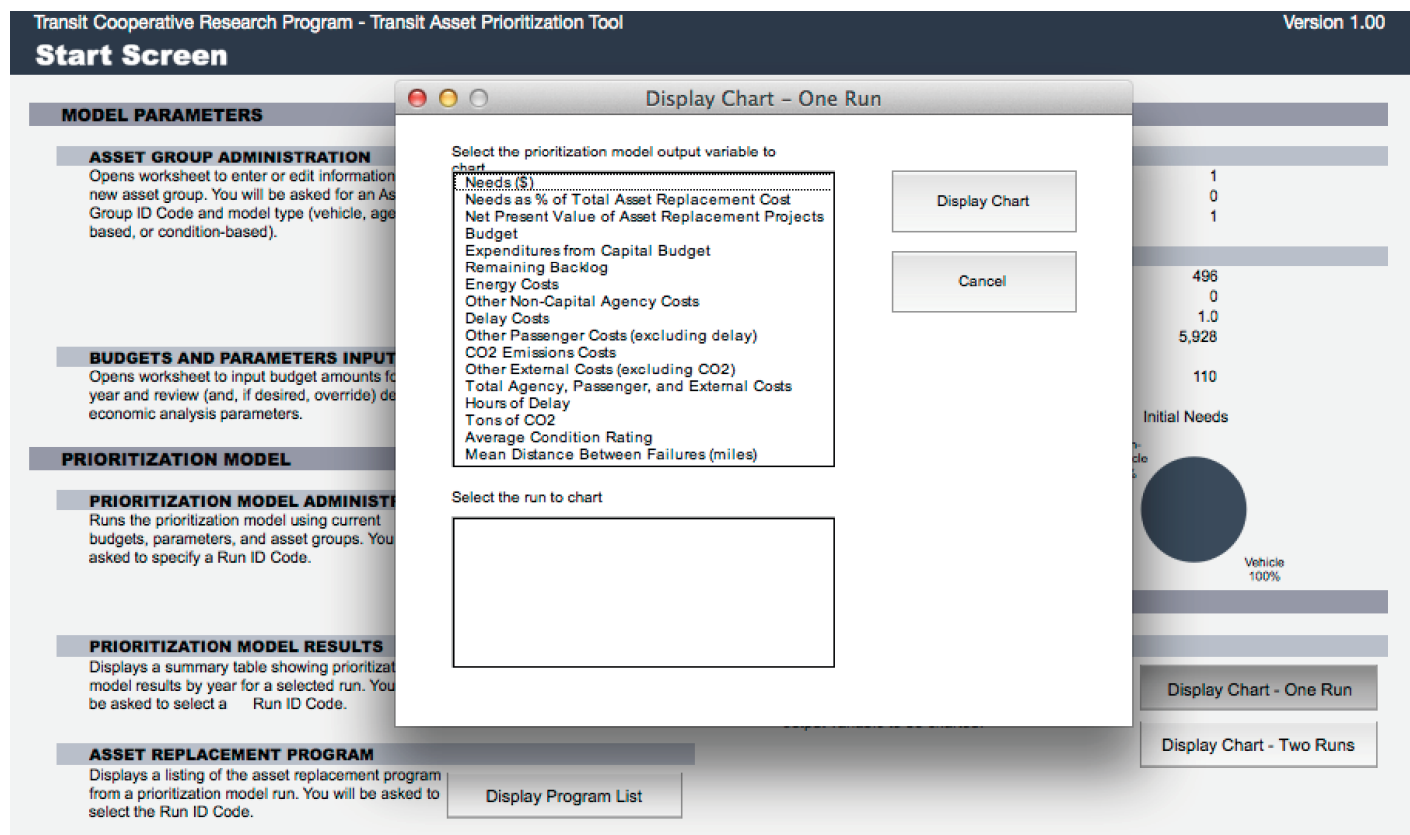 Transit Cooperative Research Program - Transit Asset Prioritization Tool
Version 1.00
Start Screen
MODEL PARAMETERS
ASSET GROUP ADMINISTRATION
Opens worksheet to enter or edit information
new asset group. You will be asked for an As
Group ID Code and model type (vehicle, age
based, or condition-based).
BUDGETS AND PARAMETERS INPUT
Opens worksheet to input budget amounts fo
year and review (and, if desired, override) de
economic analysis parameters.
PRIORITIZATION MODEL
PRIORITIZATION MODEL ADMINISTR
Runs the prioritization model using current
budgets, parameters, and asset groups. You
asked to specify a Run ID Code.
PRIORITIZATION MODEL RESULTS
Displays a summary table showing prioritizat
model results by year for a selected run. You
be asked to select a Run ID Code.
ASSET REPLACEMENT PROGRAM
Displays a listing of the asset replacement program
from a prioritization model run. You will be asked to
select the Run ID Code.
Display Program List
Display Chart – One Run
Select the prioritization model output variable to
chart
Needs ($)
Needs as % of Total Asset Replacement Cost
Net Present Value of Asset Replacement Projects
Budget
Expenditures from Capital Budget
Remaining Backlog
Energy Costs
Other Non-Capital Agency Costs
Delay Costs
Other Passenger Costs (excluding delay)
CO2 Emissions Costs
Other External Costs (excluding CO2)
Total Agency, Passenger, and External Costs
Hours of Delay
Tons of CO2
Average Condition Rating
Mean Distance Between Failures (miles)
Select the run to chart
Display Chart
Cancel
1
0
1
496
0
1.0
5,928
110
Initial Needs
Vehicle
100%
Display Chart - One Run
Display Chart - Two Runs